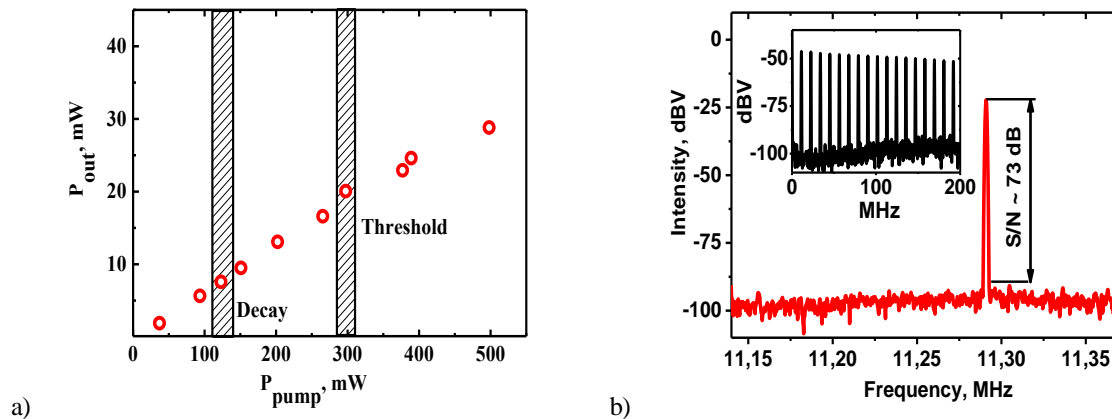 40
30
20
10
0
100
200
300
400
500
P_out, mW
P_pump, mW
Decay
Threshold
a)
0
-25
-50
-75
-100
11,15
11,20
11,25
11,30
11,35
Intensity, dBV
Frequency, MHz
S/N ~ 73 dB
-50
-75
-100
0
100
200
dBV
MHz
b)